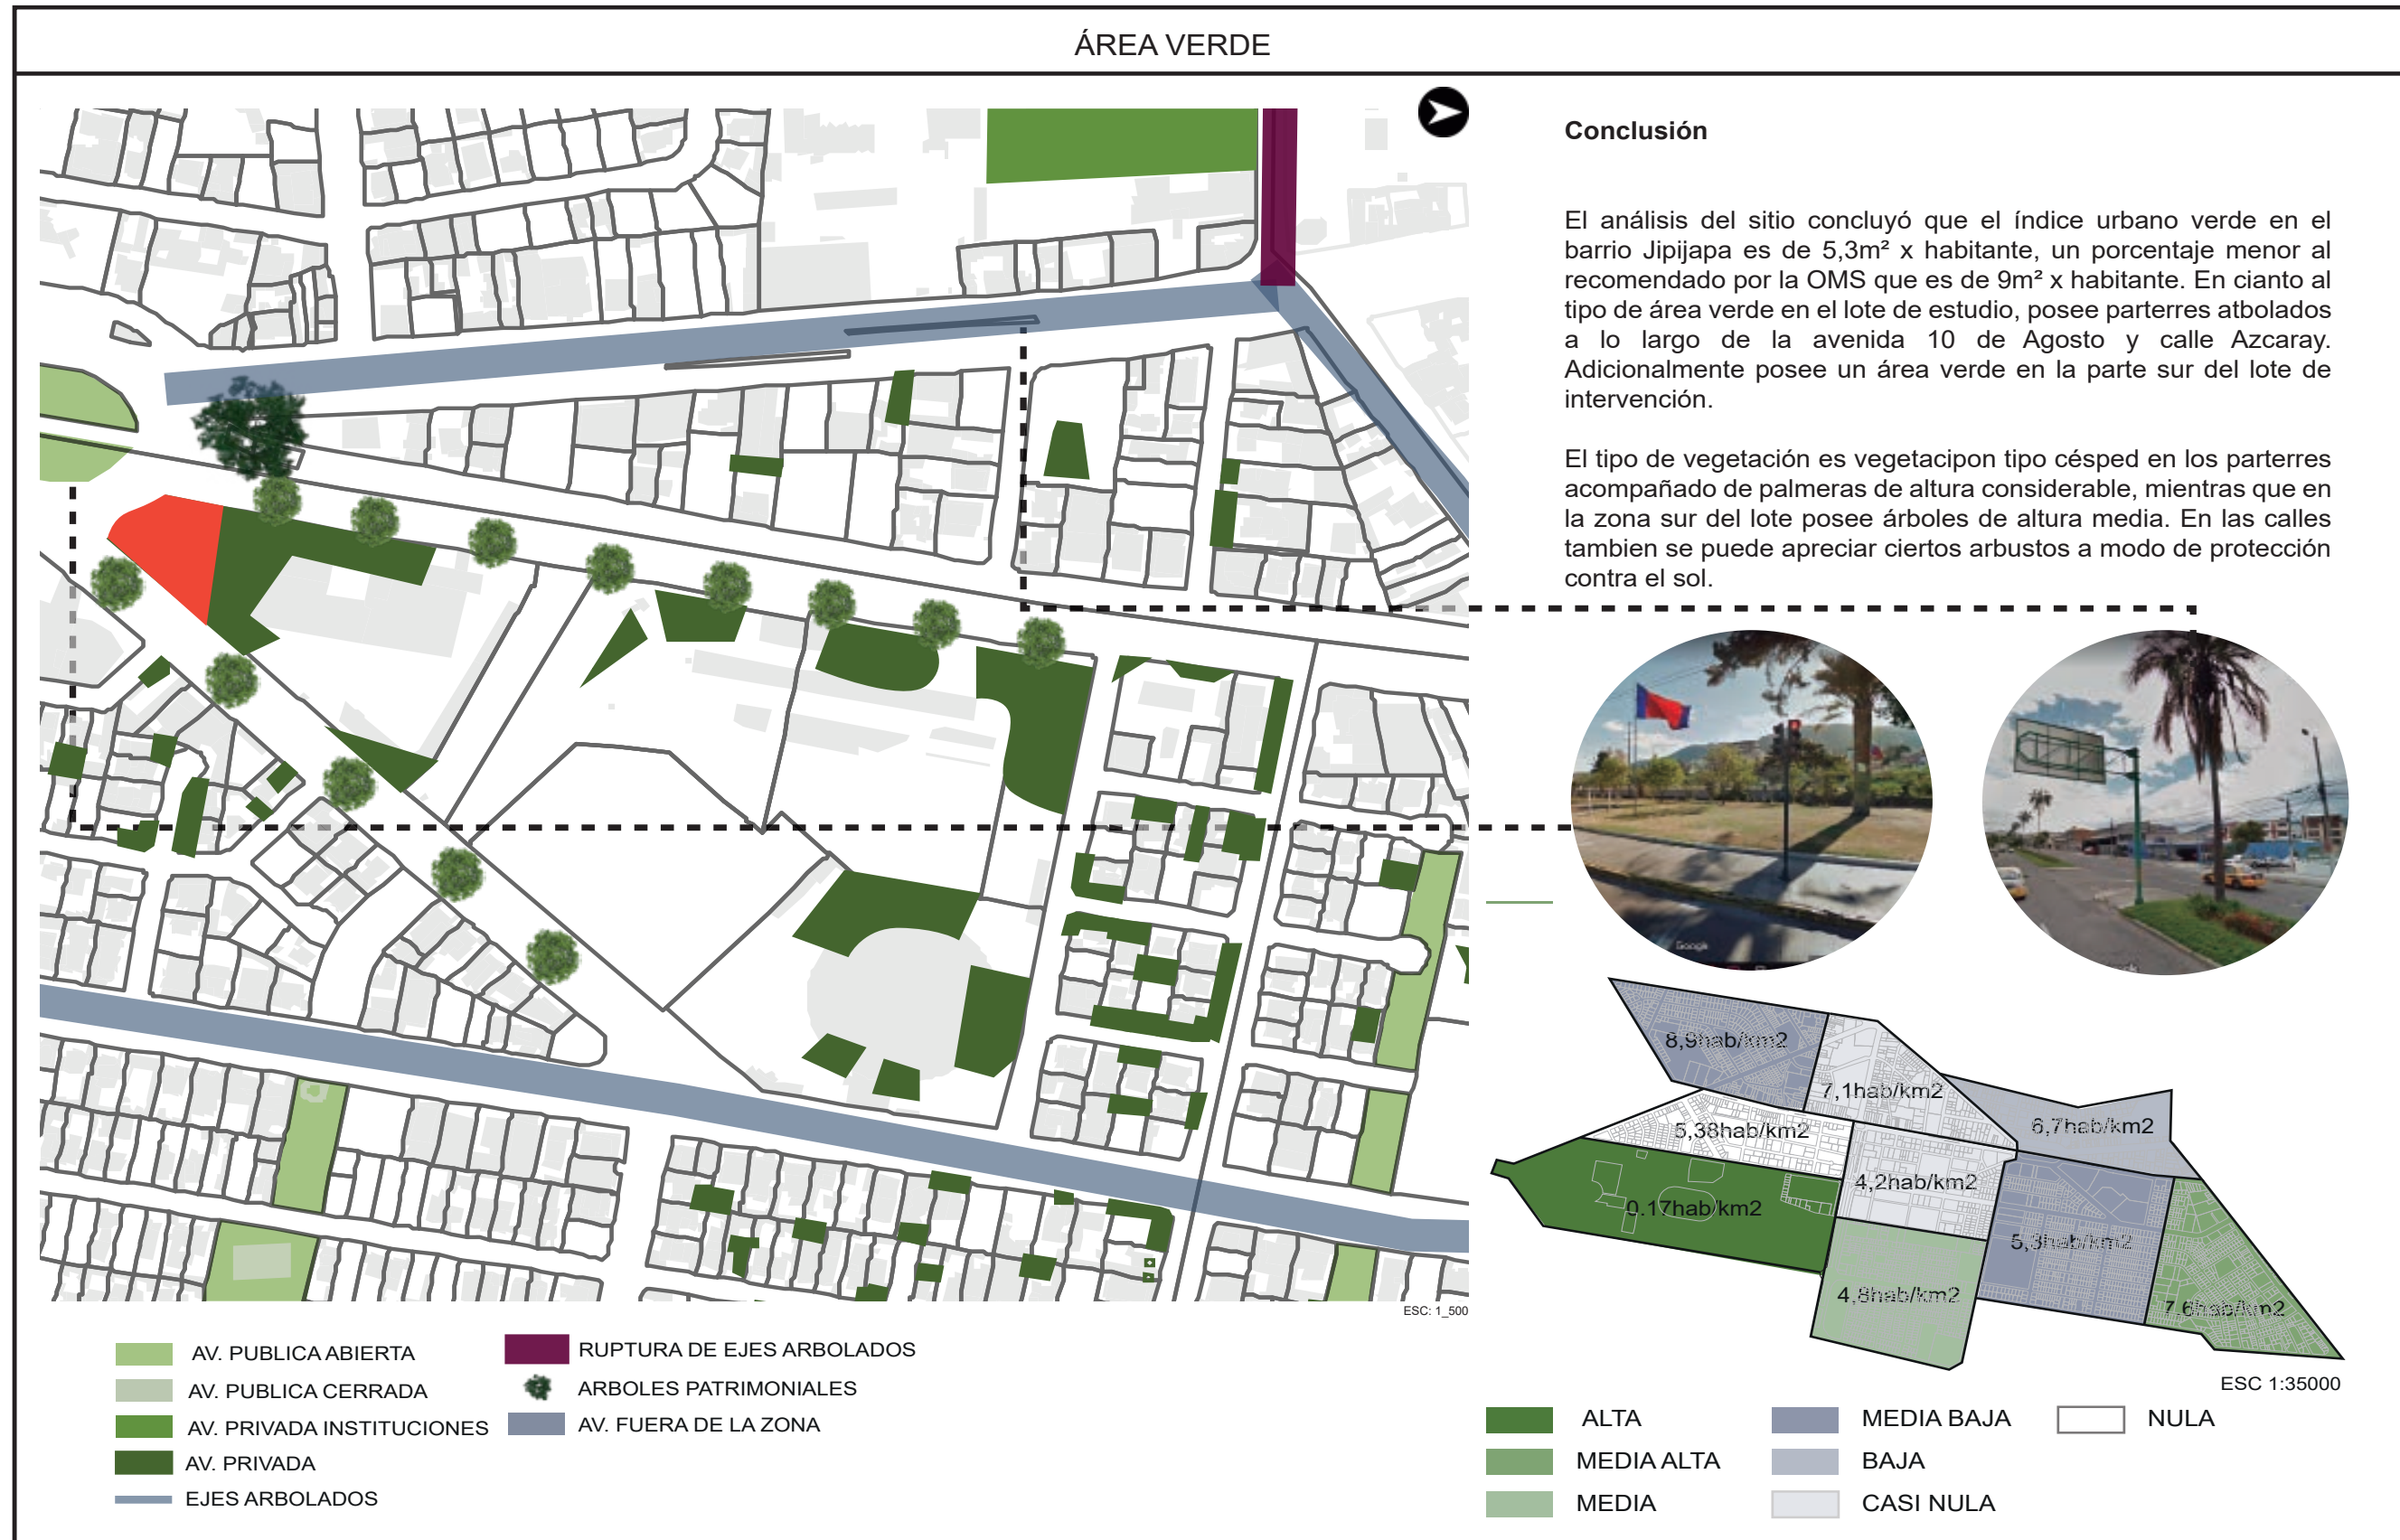 ÁREA VERDE
Conclusión
El análisis del sitio concluyó que el índice urbano verde en el
barrio Jipijapa es de 5,3m² x habitante, un porcentaje menor al
recomendado por la OMS que es de 9m² x habitante. En cianto al
tipo de área verde en el lote de estudio, posee parterres atbolados
a lo largo de la avenida 10 de Agosto y calle Azcaray.
Adicionalmente posee un área verde en la parte sur del lote de
intervención.
El tipo de vegetación es vegetacipon tipo césped en los parterres
acompañado de palmeras de altura considerable, mientras que en
la zona sur del lote posee árboles de altura media. En las calles
tambien se puede apreciar ciertos arbustos a modo de protección
contra el sol.
Google
8,9hab/km2
7,1hab/km2
6,7hab/km2
5,38hab/km2
4,2hab/km2
0.17hab/km2
5,3hab/km2
4,8hab/km2
7,6hab/km2
ESC: 1_500
ESC 1:35000
AV. PUBLICA ABIERTA
AV. PUBLICA CERRADA
AV. PRIVADA INSTITUCIONES
AV. PRIVADA
EJES ARBOLADOS
RUPTURA DE EJES ARBOLADOS
ARBOLES PATRIMONIALES
AV. FUERA DE LA ZONA
ALTA
MEDIA ALTA
MEDIA
MEDIA BAJA
BAJA
CASI NULA
NULA